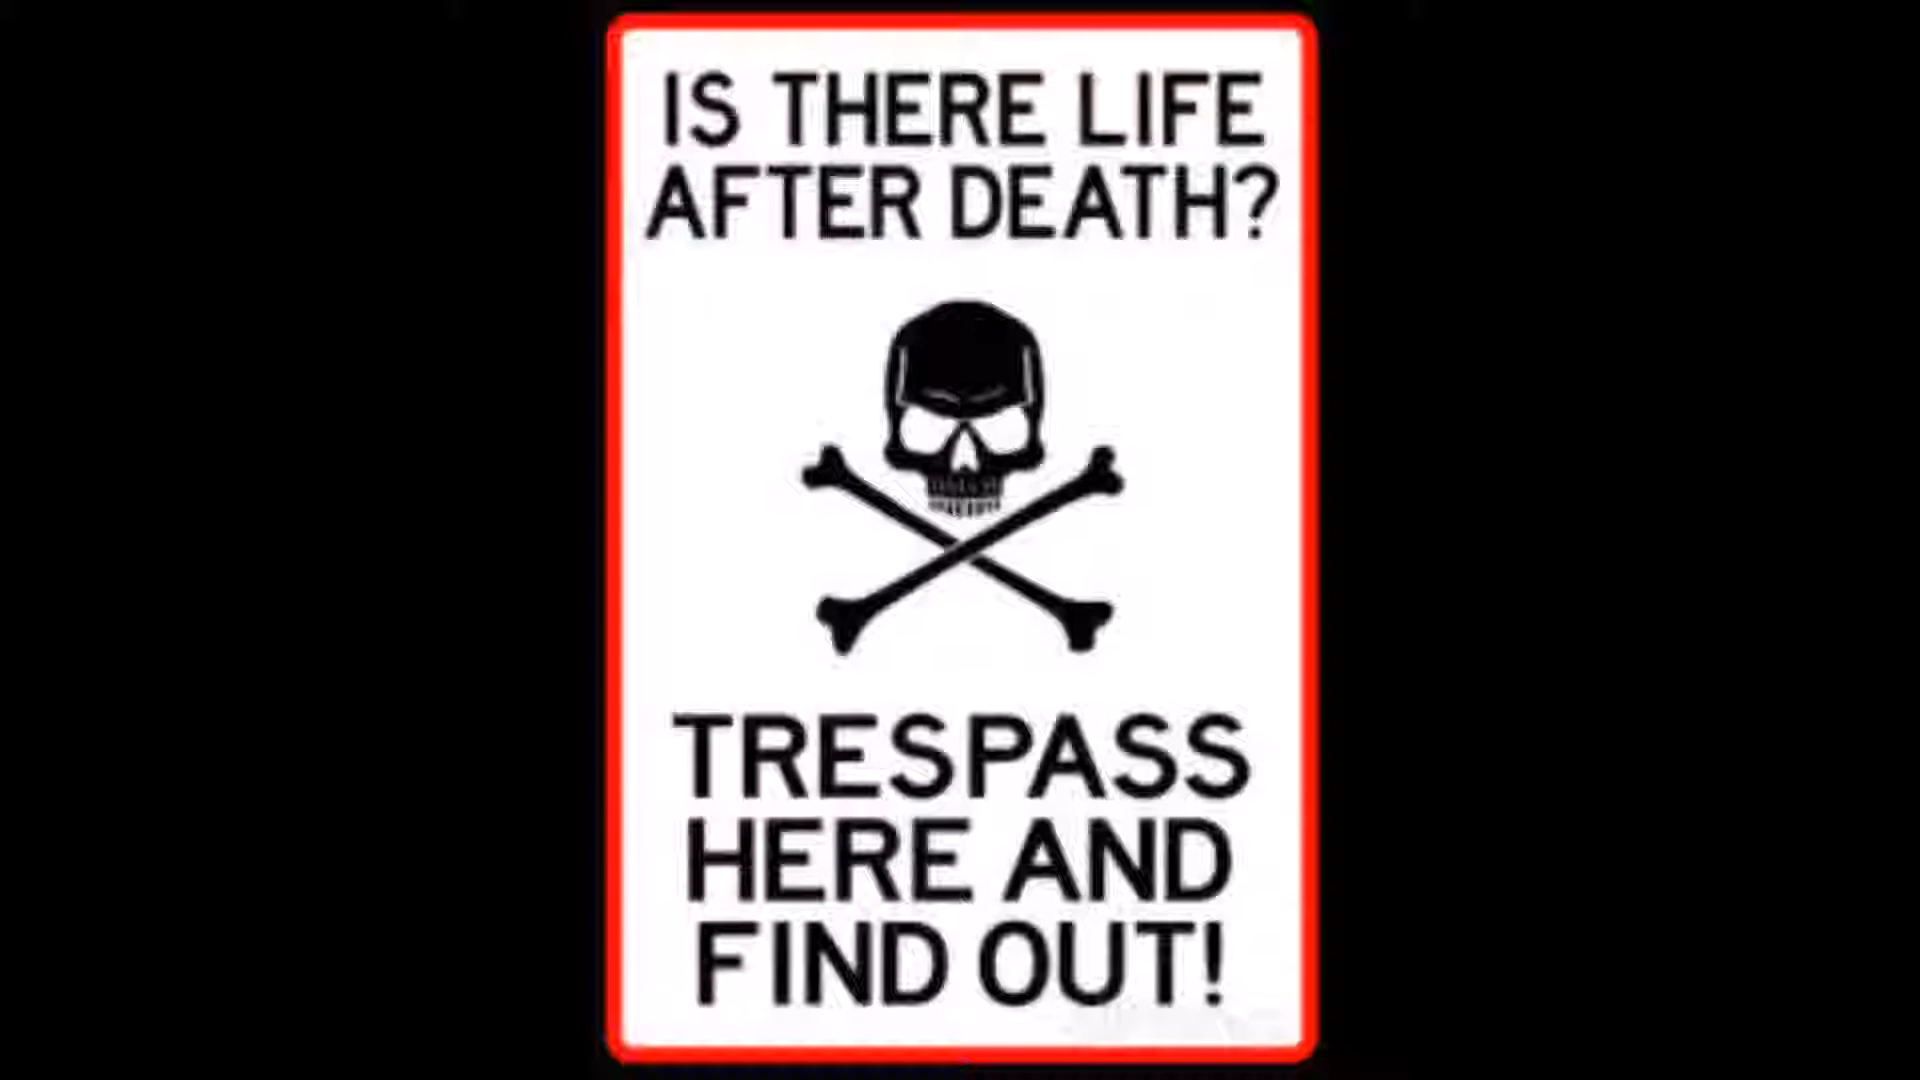 IS THERE LIFE
AFTER DEATH?
TRESPASS
HERE AND
FIND OUT!